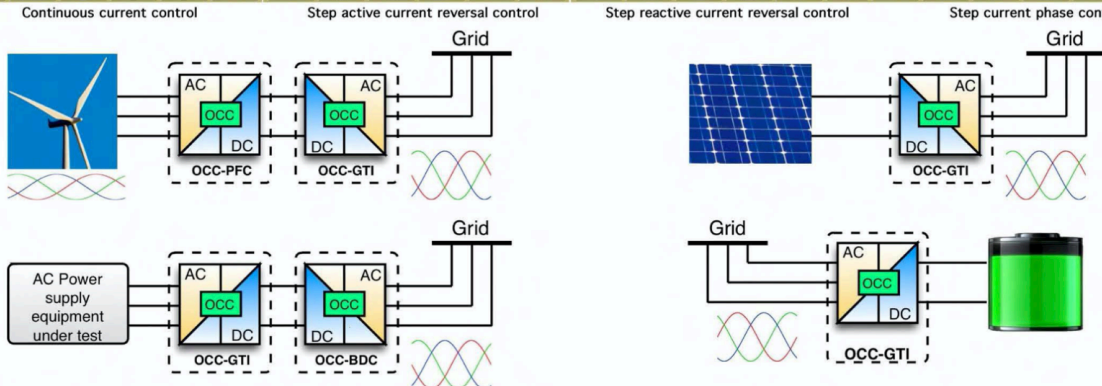 Continuous current control
Step active current reversal control
Step reactive current reversal control
Step current phase con
Grid
AC
OCC
DC
OCC-PFC
AC
OCC
DC
OCC-GTI
Grid
AC
OCC
DC
OCC-GTI
Grid
AC Power
supply
equipment
under test
AC
OCC
DC
OCC-GTI
AC
OCC
DC
OCC-BDC
Grid
AC
OCC
DC
OCC-GTI